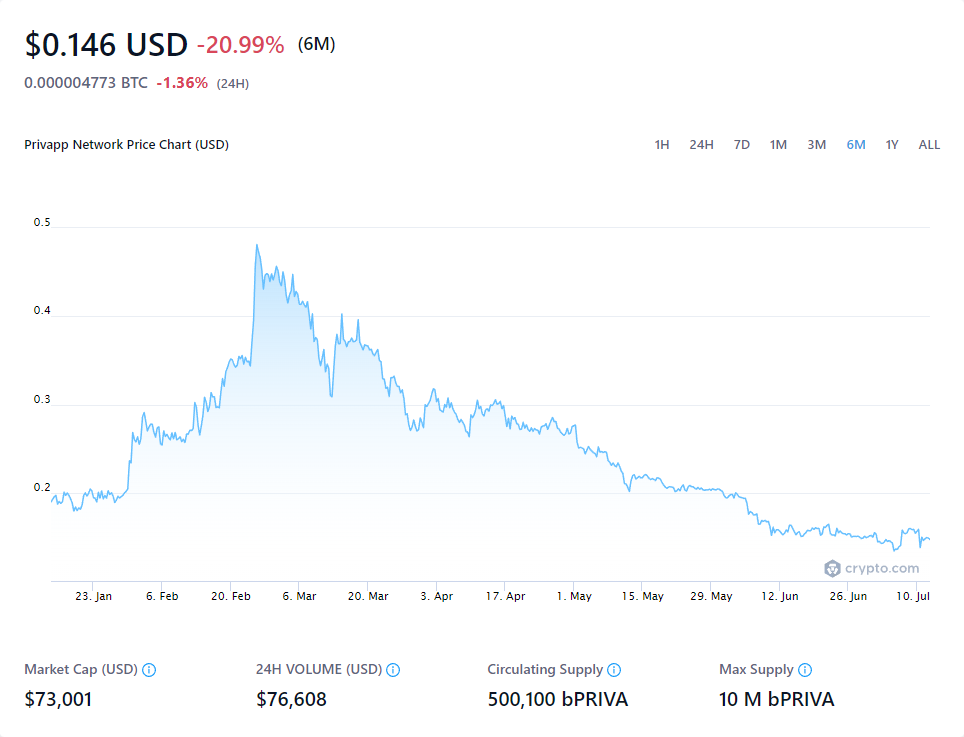 $0.146 USD -20.99% (6M)
0.000004773 BTC -1.36% (24H)
Privapp Network Price Chart (USD) 1H 24H 7D 1M 3M 6M 1Y ALL
0.5
0.4
0.3
0.2
crypto.com
23. Jan 6. Feb 20. Feb 6. Mar 20. Mar 3. Apr 17. Apr 1. May 15. May 29. May 12. Jun 26. Jun 10. Jul
Market Cap (USD) 24H VOLUME (USD) Circulating Supply Max Supply
$73,001 $76,608 500,100 bPRIVA 10 M bPRIVA